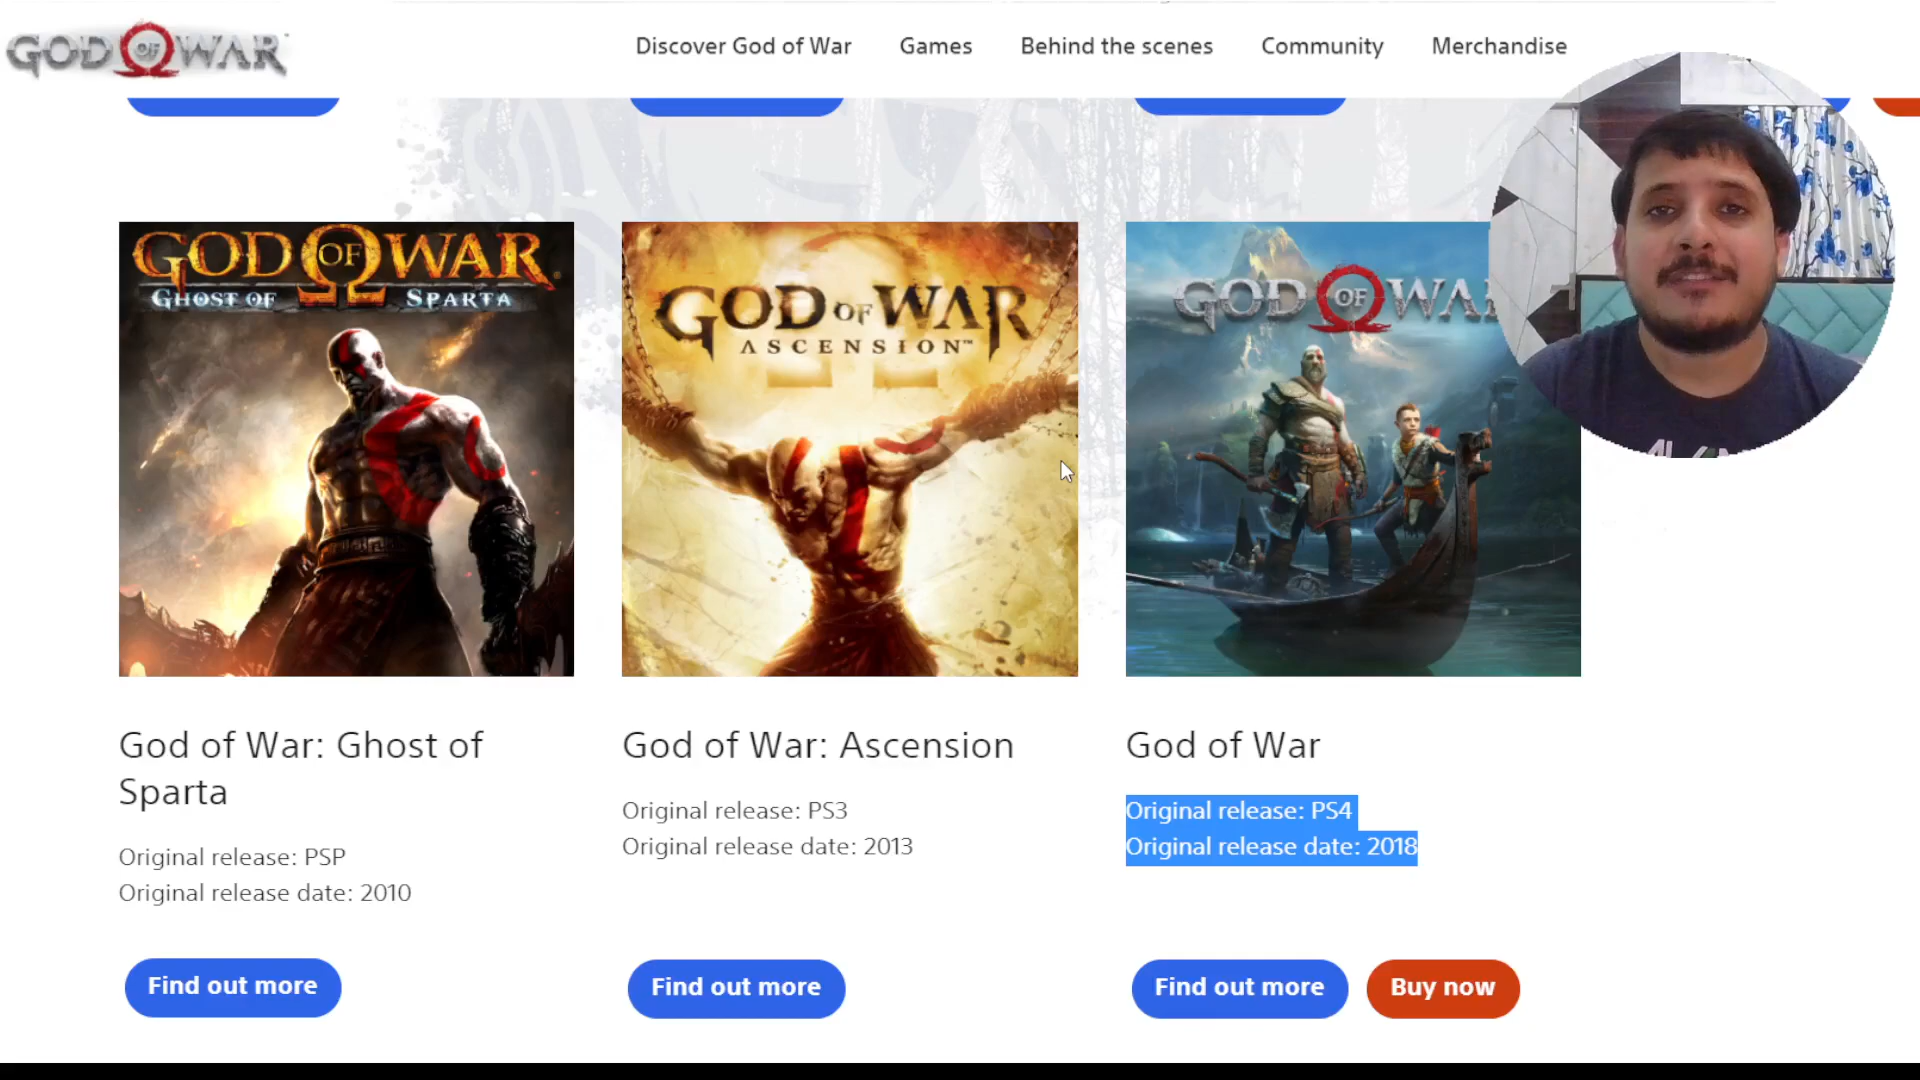 GOD OF WAR
Discover God of War
Games
Behind the scenes
Community
Merchandise
GOD OF WAR
GHOST OF SPARTA
GOD OF WAR
ASCENSION™
GOD OF WAR
God of War: Ghost of
Sparta
Original release: PSP
Original release date: 2010
Find out more
God of War: Ascension
Original release: PS3
Original release date: 2013
Find out more
God of War
Original release: PS4
Original release date: 2018
Find out more
Buy now